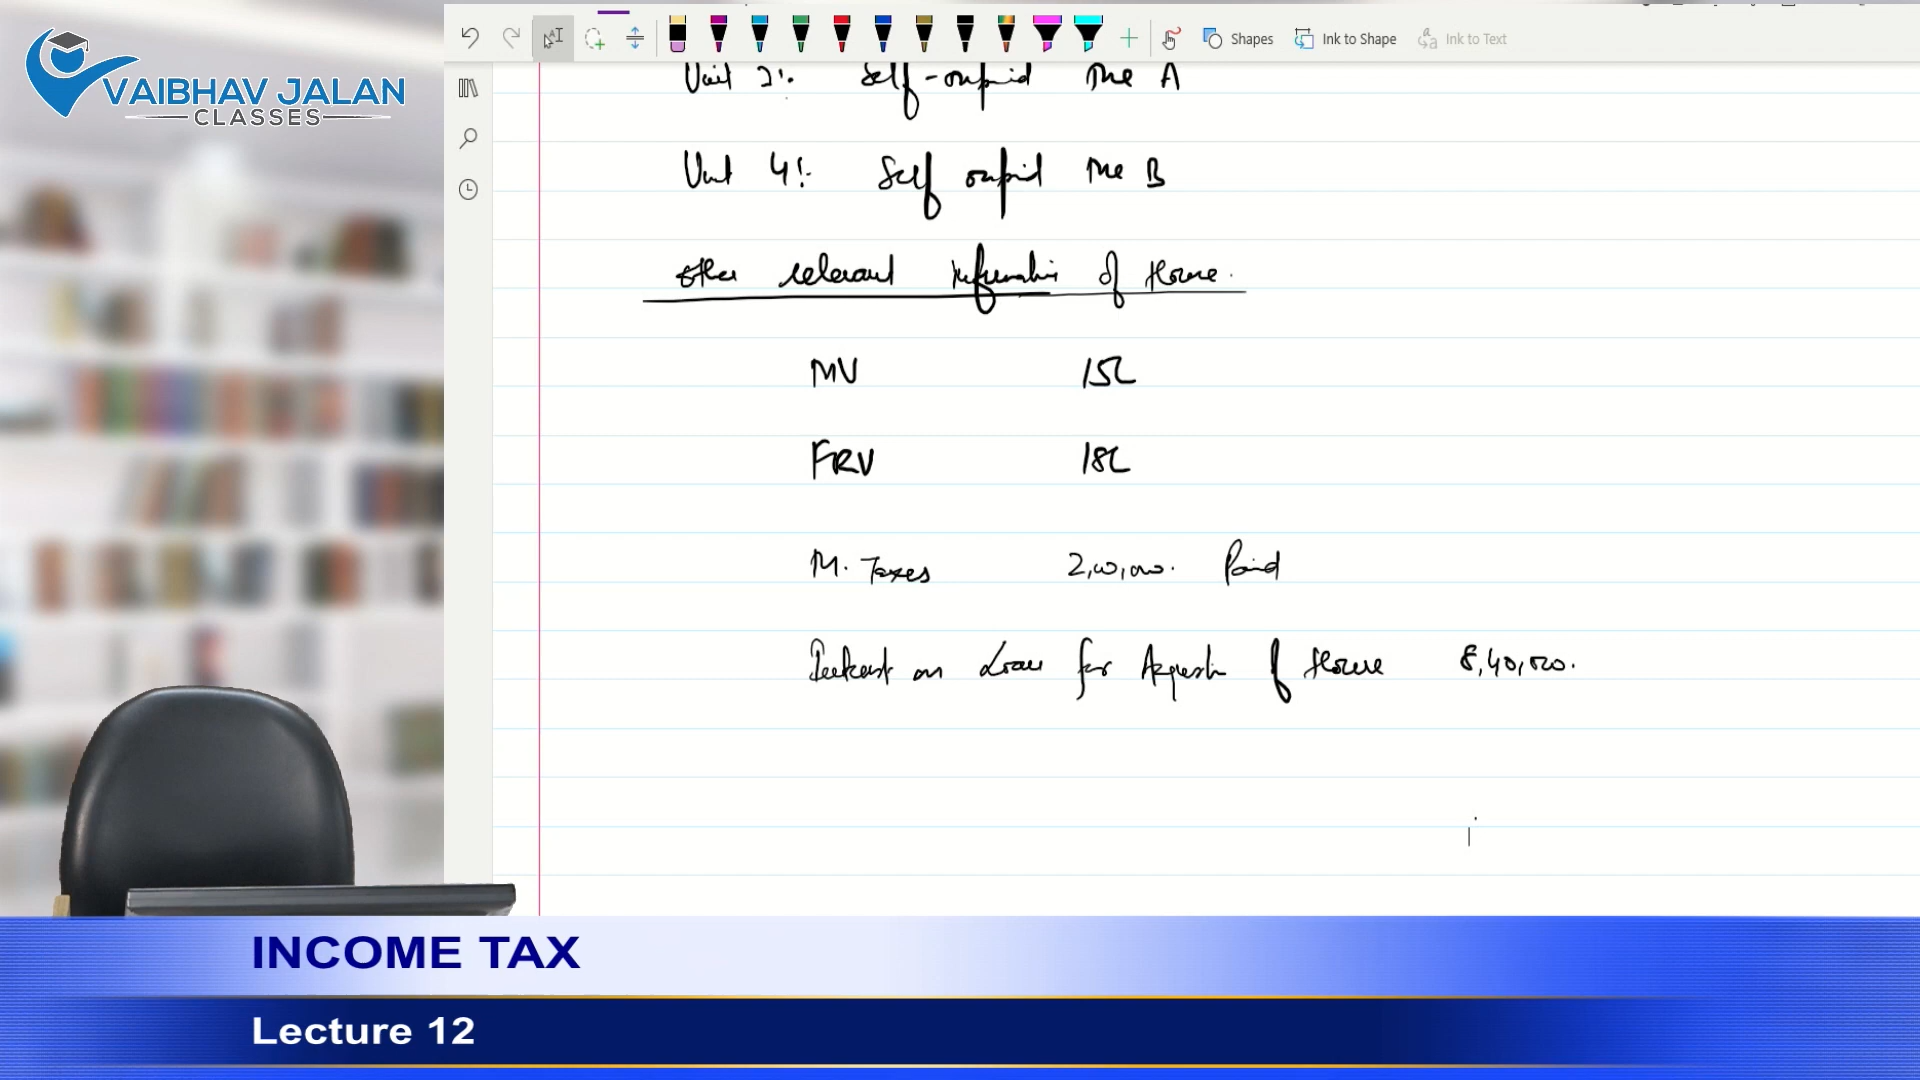 VAIBHAV JALAN
CLASSES
Shapes
Ink to Shape
Ink to Text
Unit
Self - occupied Mr A
Unit 4:- Self occupied Mr B
Other relevant information of House.
MV 15L
FRV 18L
M. Taxes 2,00,000. Paid
Interest on Loan for Acquisition of House 8,40,000.
INCOME TAX
Lecture 12